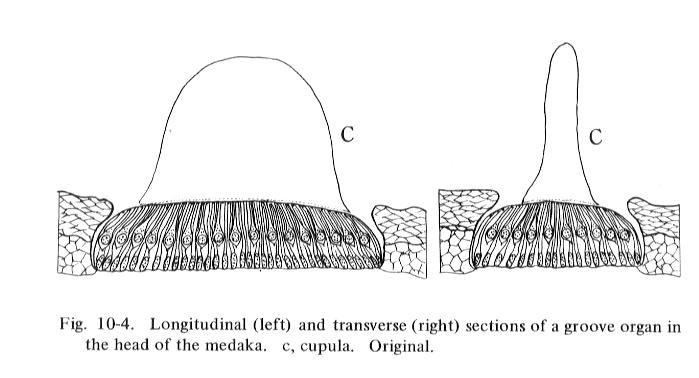 C
C
Fig. 10-4. Longitudinal (left) and transverse (right) sections of a groove organ in
the head of the medaka. c, cupula. Original.